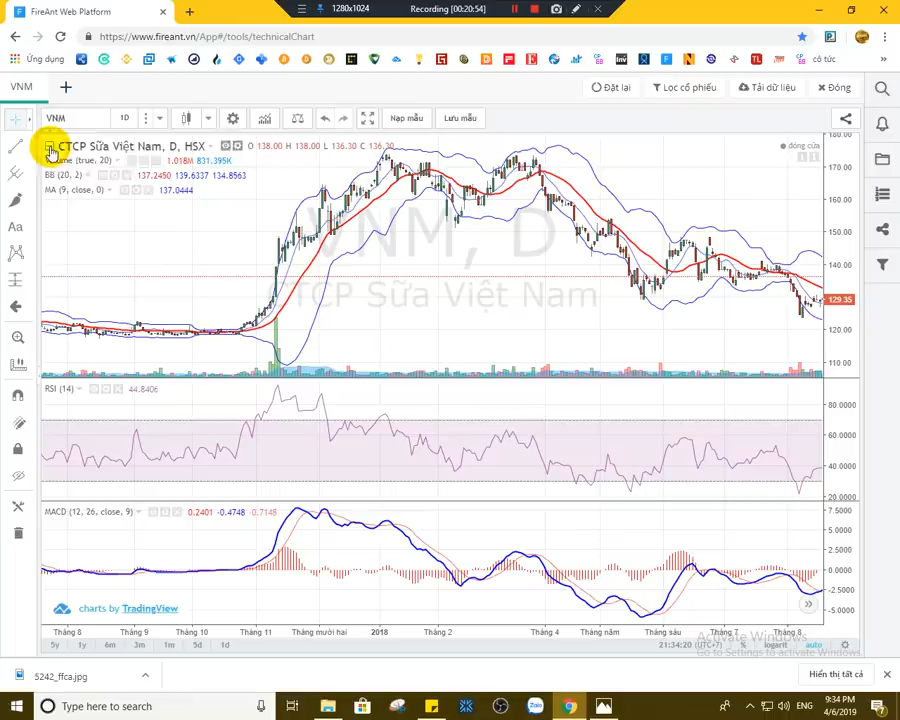 1280x1024
Recording [00:20:54]
FireAnt Web Platform
https://www.fireant.vn/App#/tools/technicalChart
Ứng dụng
cổ tức
VNM
Đặt lại
Lọc cổ phiếu
Tải dữ liệu
Đóng
VNM
1D
Nạp mẫu
Lưu mẫu
CTCP Sữa Việt Nam, D, HSX
O 138.00 H 138.00 L 136.30 C 136.30
đóng cửa
(true, 20)
1.018M 831.395K
BB (20, 2)
137.2450 139.6337 134.8563
MA (9, close, 0)
137.0444
VNM, D
CTCP Sữa Việt Nam
180.00
170.00
160.00
150.00
140.00
129.35
120.00
110.00
RSI (14)
44.8406
80.0000
60.0000
40.0000
20.0000
MACD (12, 26, close, 9)
0.2401 -0.4748 -0.7148
7.5000
5.0000
2.5000
0.0000
-2.5000
-5.0000
charts by TradingView
Tháng 8
Tháng 9
Tháng 10
Tháng 11
Tháng mười hai
2018
Tháng 2
Tháng 4
Tháng năm
Tháng sáu
Tháng 7
Tháng 8
5y
1y
6m
3m
1m
5d
1d
21:34:20 (UTC+7)
%
logarit
auto
Activate Windows
Go to Settings to activate Windows.
5242_ffca.jpg
Hiển thị tất cả
Type here to search
Zalo
ENG
9:34 PM
4/6/2019
7